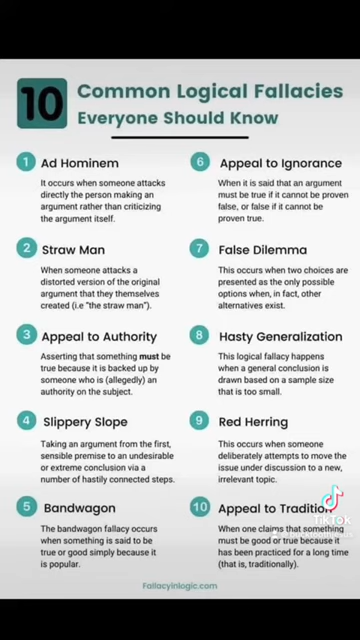 10 Common Logical Fallacies
Everyone Should Know
1 Ad Hominem
It occurs when someone attacks
directly the person making an
argument rather than criticizing
the argument itself.
2 Straw Man
When someone attacks a
distorted version of the original
argument that they themselves
created (i.e "the straw man").
3 Appeal to Authority
Asserting that something must be
true because it is backed up by
someone who is (allegedly) an
authority on the subject.
4 Slippery Slope
Taking an argument from the first,
sensible premise to an undesirable
or extreme conclusion via a
number of hastily connected steps.
5 Bandwagon
The bandwagon fallacy occurs
when something is said to be
true or good simply because it
is popular.
6 Appeal to Ignorance
When it is said that an argument
must be true if it cannot be proven
false, or false if it cannot be
proven true.
7 False Dilemma
This occurs when two choices are
presented as the only possible
options when, in fact, other
alternatives exist.
8 Hasty Generalization
This logical fallacy happens
when a general conclusion is
drawn based on a sample size
that is too small.
9 Red Herring
This occurs when someone
deliberately attempts to move the
issue under discussion to a new,
irrelevant topic.
10 Appeal to Tradition
When one claims that something
must be good or true because it
has been practiced for a long time
(that is, traditionally).
TikTok
Fallacyinlogic.com